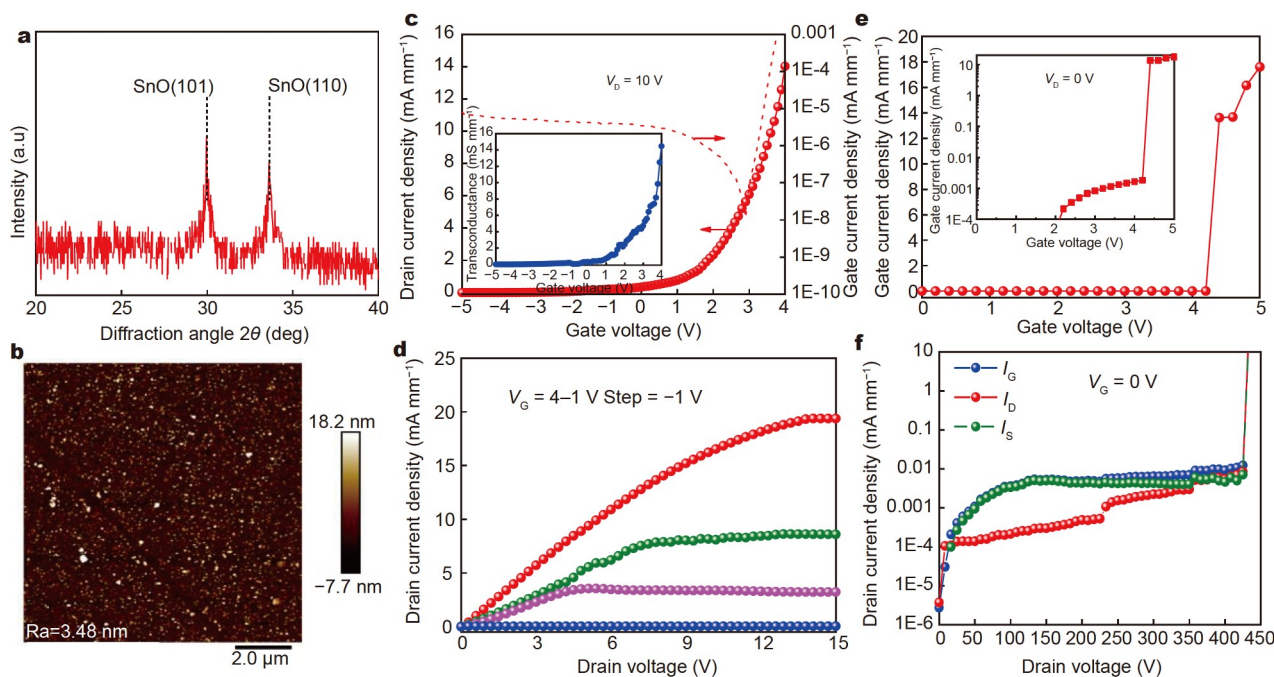 a
SnO(101)
SnO(110)
Intensity (a.u)
20
25
30
35
40
Diffraction angle 2θ (deg)
b
18.2 nm
−7.7 nm
Ra=3.48 nm
2.0 µm
c
Drain current density (mA mm⁻¹)
16
14
12
10
8
6
4
2
0
V_D = 10 V
0.001
1E-4
1E-5
1E-6
1E-7
1E-8
1E-9
1E-10
Gate current density (mA mm⁻¹)
−5 −4 −3 −2 −1 0 1 2 3 4
Gate voltage (V)
Transconductance (mS mm⁻¹)
16
14
12
10
8
6
4
2
0
−5 −4 −3 −2 −1 0 1 2 3 4
Gate voltage (V)
d
Drain current density (mA mm⁻¹)
25
20
15
10
5
0
V_G = 4–1 V Step = −1 V
0 3 6 9 12 15
Drain voltage (V)
e
Gate current density (mA mm⁻¹)
20
18
16
14
12
10
8
6
4
2
0
0 1 2 3 4 5
Gate voltage (V)
Gate current density (mA mm⁻¹)
10
1
0.1
0.01
0.001
1E-4
V_D = 0 V
0 1 2 3 4 5
Gate voltage (V)
f
I_G
I_D
I_S
V_G = 0 V
Drain current density (mA mm⁻¹)
10
1
0.1
0.01
0.001
1E-4
1E-5
1E-6
0 50 100 150 200 250 300 350 400 450
Drain voltage (V)